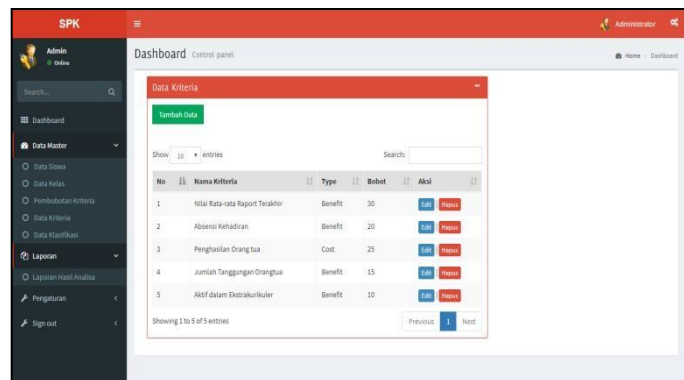 SPK
Administrator
Admin
Online
Dashboard Control panel
Home > Dashboard
Search...
Dashboard
Data Master
Data Siswa
Data Kelas
Pembobotan Kriteria
Data Kriteria
Data Klasifikasi
Laporan
Laporan Hasil Analisa
Pengaturan
Sign out
Data Kriteria
Tambah Data
Show 10 entries Search:
No Nama Kriteria Type Bobot Aksi
1 Nilai Rata-rata Raport Terakhir Benefit 30 Edit Hapus
2 Absensi Kehadiran Benefit 20 Edit Hapus
3 Penghasilan Orang tua Cost 25 Edit Hapus
4 Jumlah Tanggungan Orangtua Benefit 15 Edit Hapus
5 Aktif dalam Ekstrakurikuler Benefit 10 Edit Hapus
Showing 1 to 5 of 5 entries Previous 1 Next